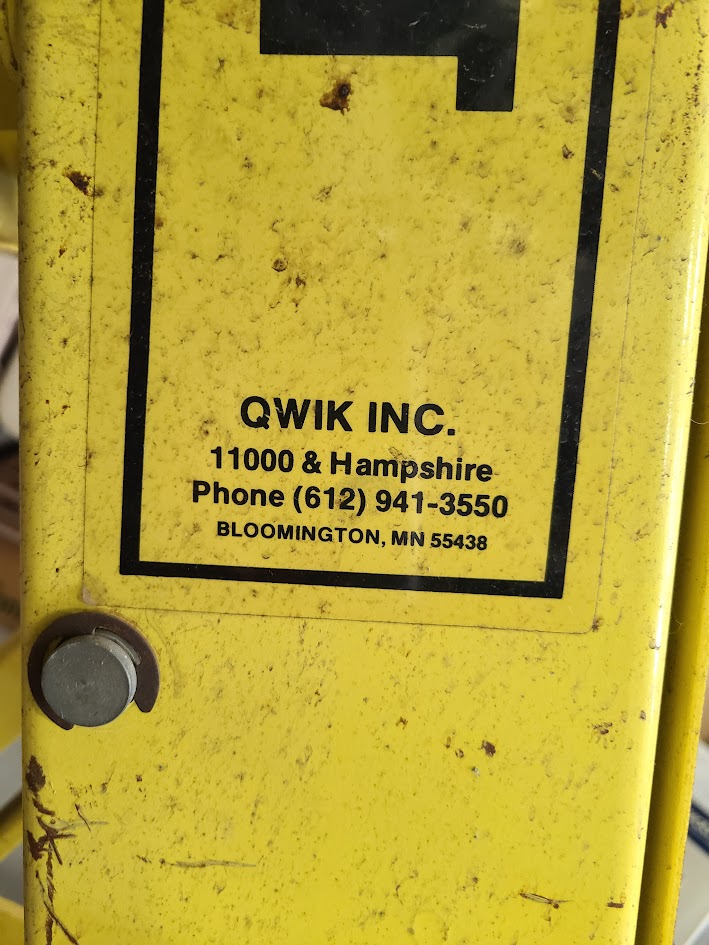 QWIK INC.
11000 & Hampshire
Phone (612) 941-3550
BLOOMINGTON, MN 55438